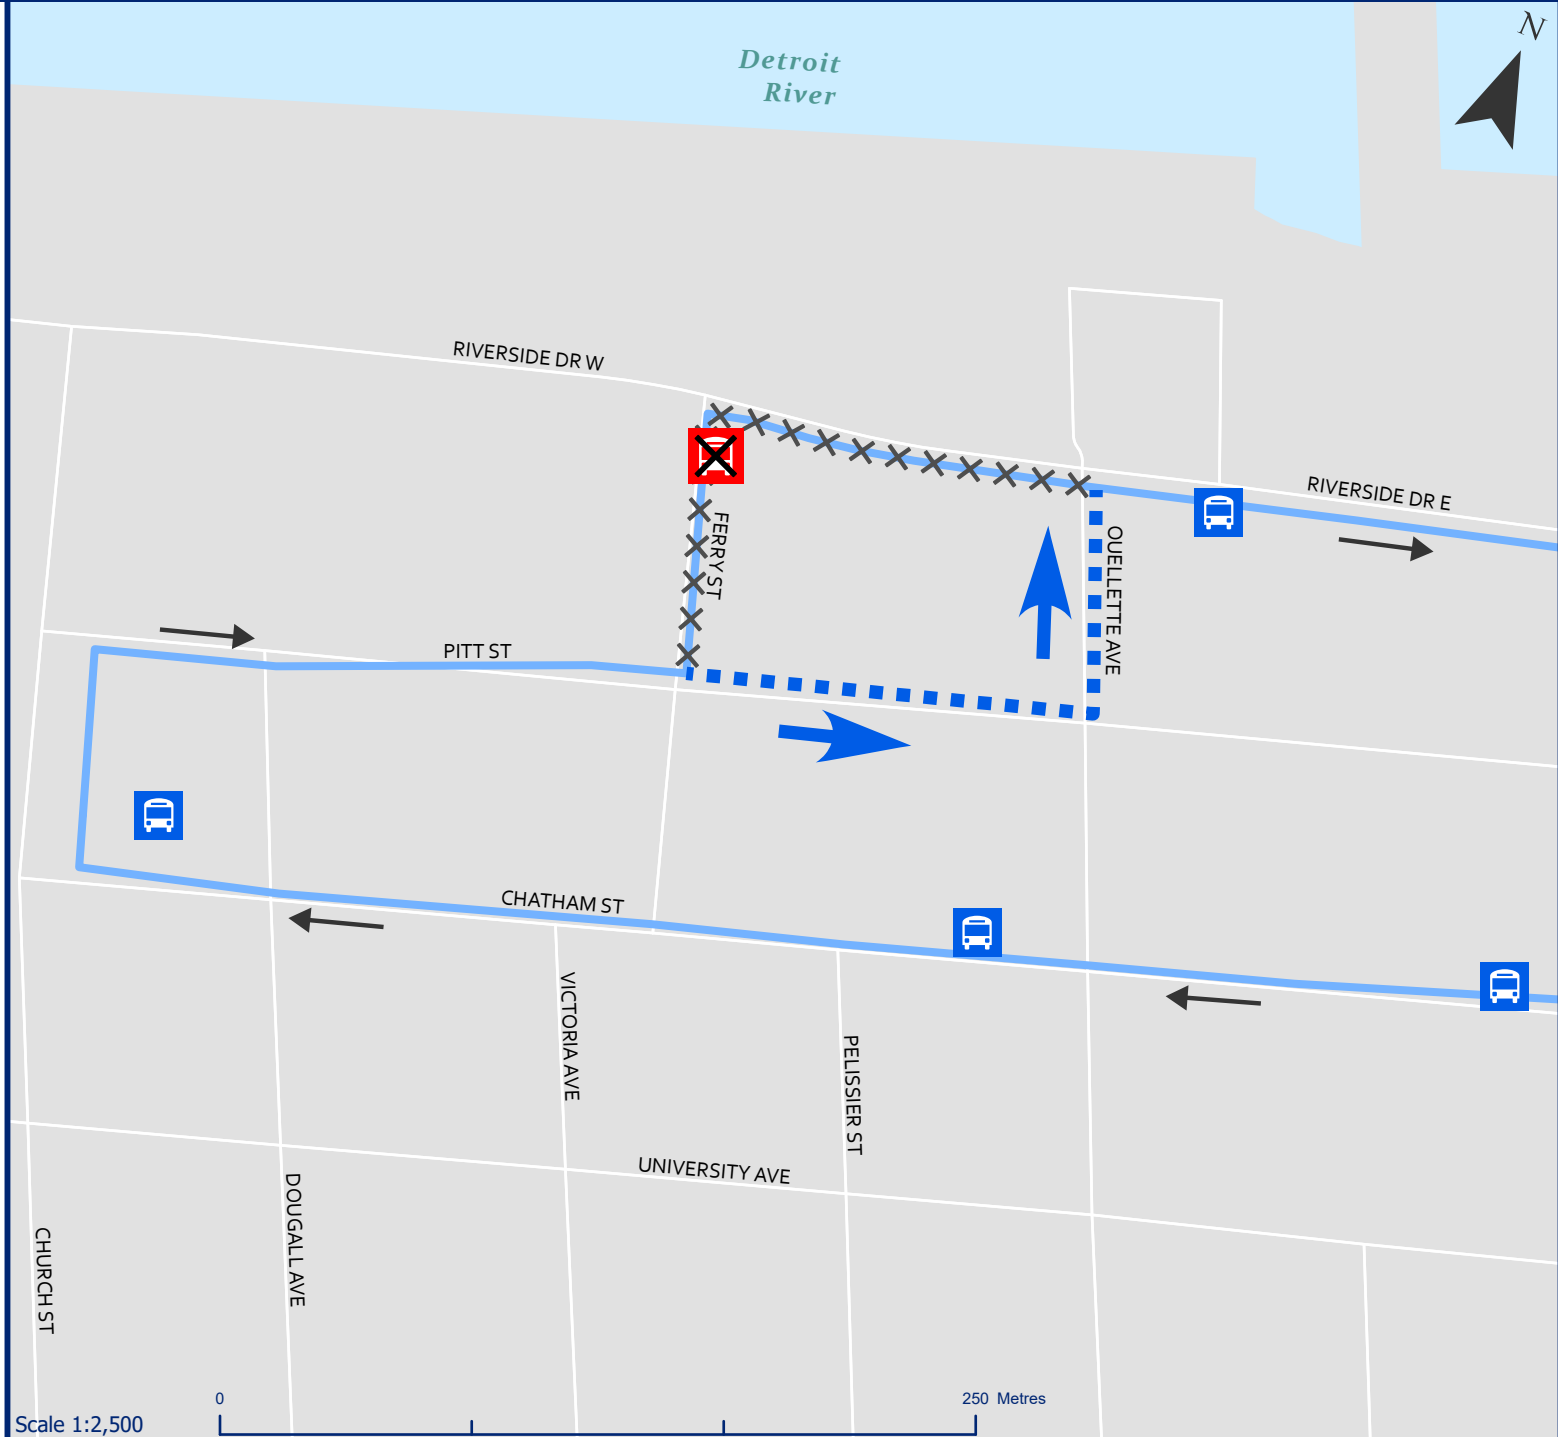 N
Detroit
River
RIVERSIDE DR W
RIVERSIDE DR E
FERRY ST
OUELLETTE AVE
PITT ST
CHATHAM ST
VICTORIA AVE
PELISSIER ST
UNIVERSITY AVE
DOUGALL AVE
CHURCH ST
0
250 Metres
Scale 1:2,500